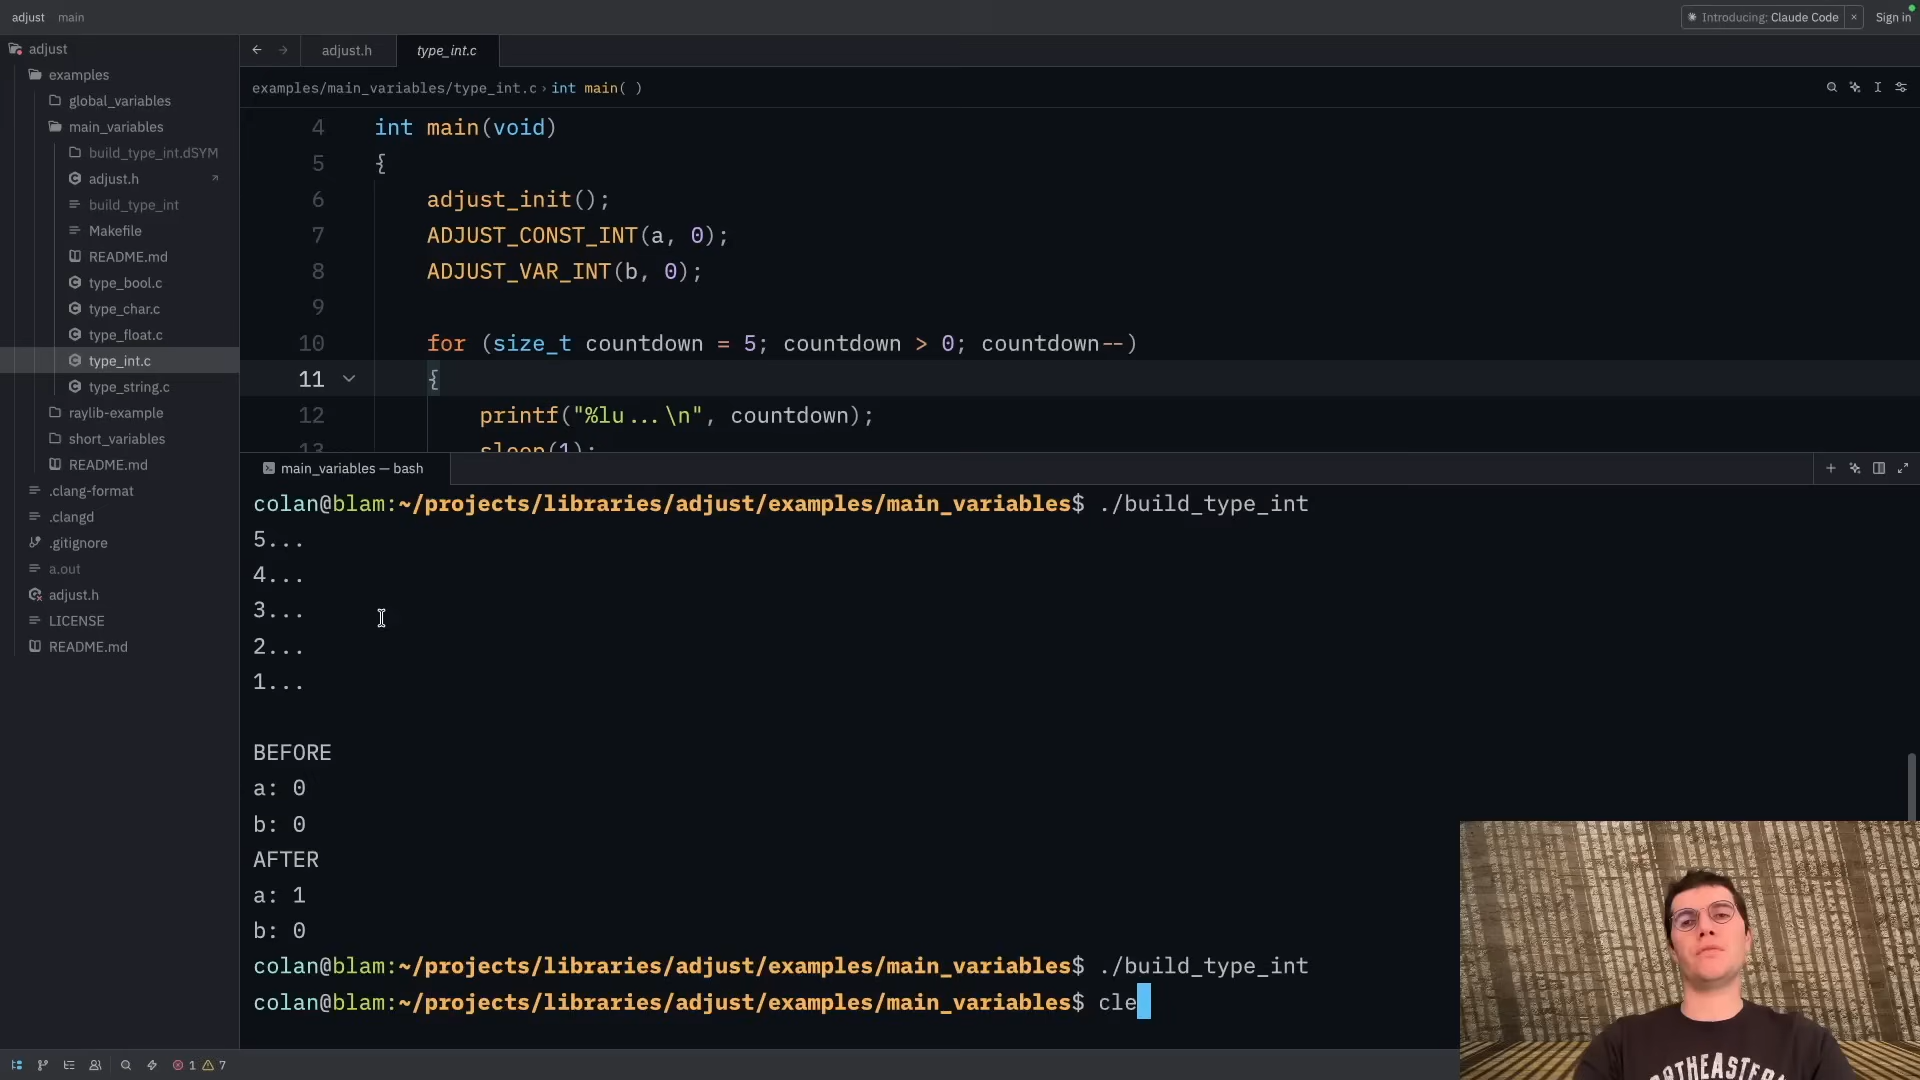 adjust main
Introducing: Claude Code × Sign in
adjust
examples
global_variables
main_variables
build_type_int.dSYM
adjust.h
build_type_int
Makefile
README.md
type_bool.c
type_char.c
type_float.c
type_int.c
type_string.c
raylib-example
short_variables
README.md
.clang-format
.clangd
.gitignore
a.out
adjust.h
LICENSE
README.md
adjust.h type_int.c
examples/main_variables/type_int.c › int main( )
4 int main(void)
5 {
6 adjust_init();
7 ADJUST_CONST_INT(a, 0);
8 ADJUST_VAR_INT(b, 0);
9
10 for (size_t countdown = 5; countdown > 0; countdown--)
11 {
12 printf("%lu...\n", countdown);
13 sleep(1);
main_variables — bash
colan@blam:~/projects/libraries/adjust/examples/main_variables$ ./build_type_int
5...
4...
3...
2...
1...
BEFORE
a: 0
b: 0
AFTER
a: 1
b: 0
colan@blam:~/projects/libraries/adjust/examples/main_variables$ ./build_type_int
colan@blam:~/projects/libraries/adjust/examples/main_variables$ cle
1 7